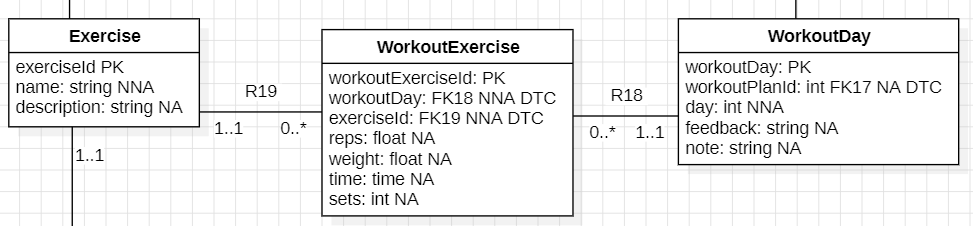 Exercise
exerciseId PK
name: string NNA
description: string NA
1..1
R19
1..1
0..*
WorkoutExercise
workoutExerciseId: PK
workoutDay: FK18 NNA DTC
exerciseId: FK19 NNA DTC
reps: float NA
weight: float NA
time: time NA
sets: int NA
R18
0..*
1..1
WorkoutDay
workoutDay: PK
workoutPlanId: int FK17 NA DTC
day: int NNA
feedback: string NA
note: string NA